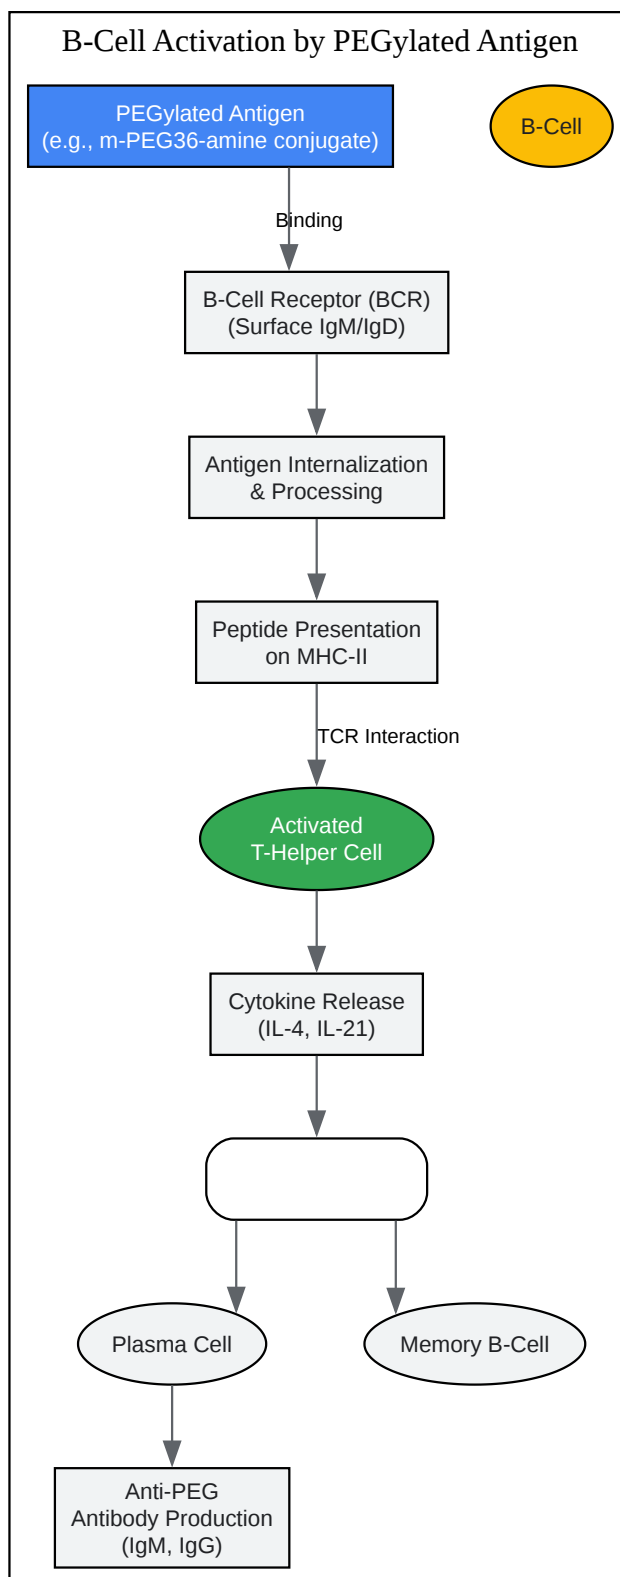 B-Cell Activation by PEGylated Antigen
PEGylated Antigen
(e.g., m-PEG36-amine conjugate)
B-Cell
Binding
B-Cell Receptor (BCR)
(Surface IgM/IgD)
Antigen Internalization
& Processing
Peptide Presentation
on MHC-II
TCR Interaction
Activated
T-Helper Cell
Cytokine Release
(IL-4, IL-21)
Plasma Cell
Memory B-Cell
Anti-PEG
Antibody Production
(IgM, IgG)